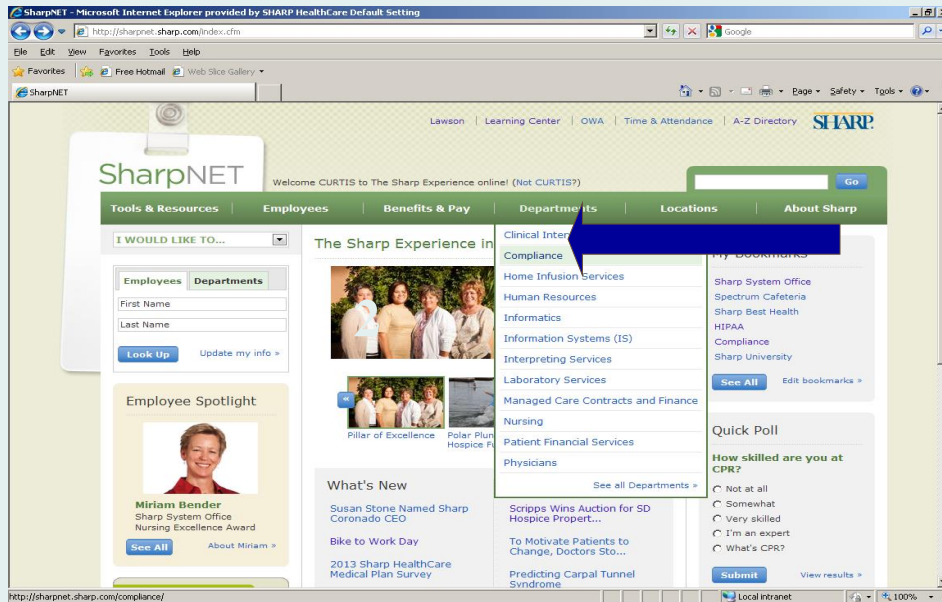 SharpNET - Microsoft Internet Explorer provided by SHARP HealthCare Default Setting
http://sharpnet.sharp.com/index.cfm
Google
File Edit View Favorites Tools Help
Favorites Free Hotmail Web Slice Gallery
SharpNET
Page Safety Tools
Lawson | Learning Center | OWA | Time & Attendance | A-Z Directory SHARP.
SharpNET
Welcome CURTIS to The Sharp Experience online! (Not CURTIS?)
Go
Tools & Resources Employees Benefits & Pay Departments Locations About Sharp
I WOULD LIKE TO...
Employees Departments
First Name
Last Name
Look Up Update my info »
Employee Spotlight
Miriam Bender
Sharp System Office
Nursing Excellence Award
See All About Miriam »
The Sharp Experience in
«
Pillar of Excellence
Polar
Hospice
What's New
Susan Stone Named Sharp
Coronado CEO
Bike to Work Day
2013 Sharp HealthCare
Medical Plan Survey
Clinical
Compliance
Home Infusion Services
Human Resources
Informatics
Information Systems (IS)
Interpreting Services
Laboratory Services
Managed Care Contracts and Finance
Nursing
Patient Financial Services
Physicians
See all Departments »
Scripps Wins Auction for SD
Hospice Propert...
To Motivate Patients to
Change, Doctors Sto...
Predicting Carpal Tunnel
Syndrome
My Bookmarks
Sharp System Office
Spectrum Cafeteria
Sharp Best Health
HIPAA
Compliance
Sharp University
See All Edit bookmarks »
Quick Poll
How skilled are you at
CPR?
Not at all
Somewhat
Very skilled
I'm an expert
What's CPR?
Submit View results »
http://sharpnet.sharp.com/compliance/
Local intranet
100%